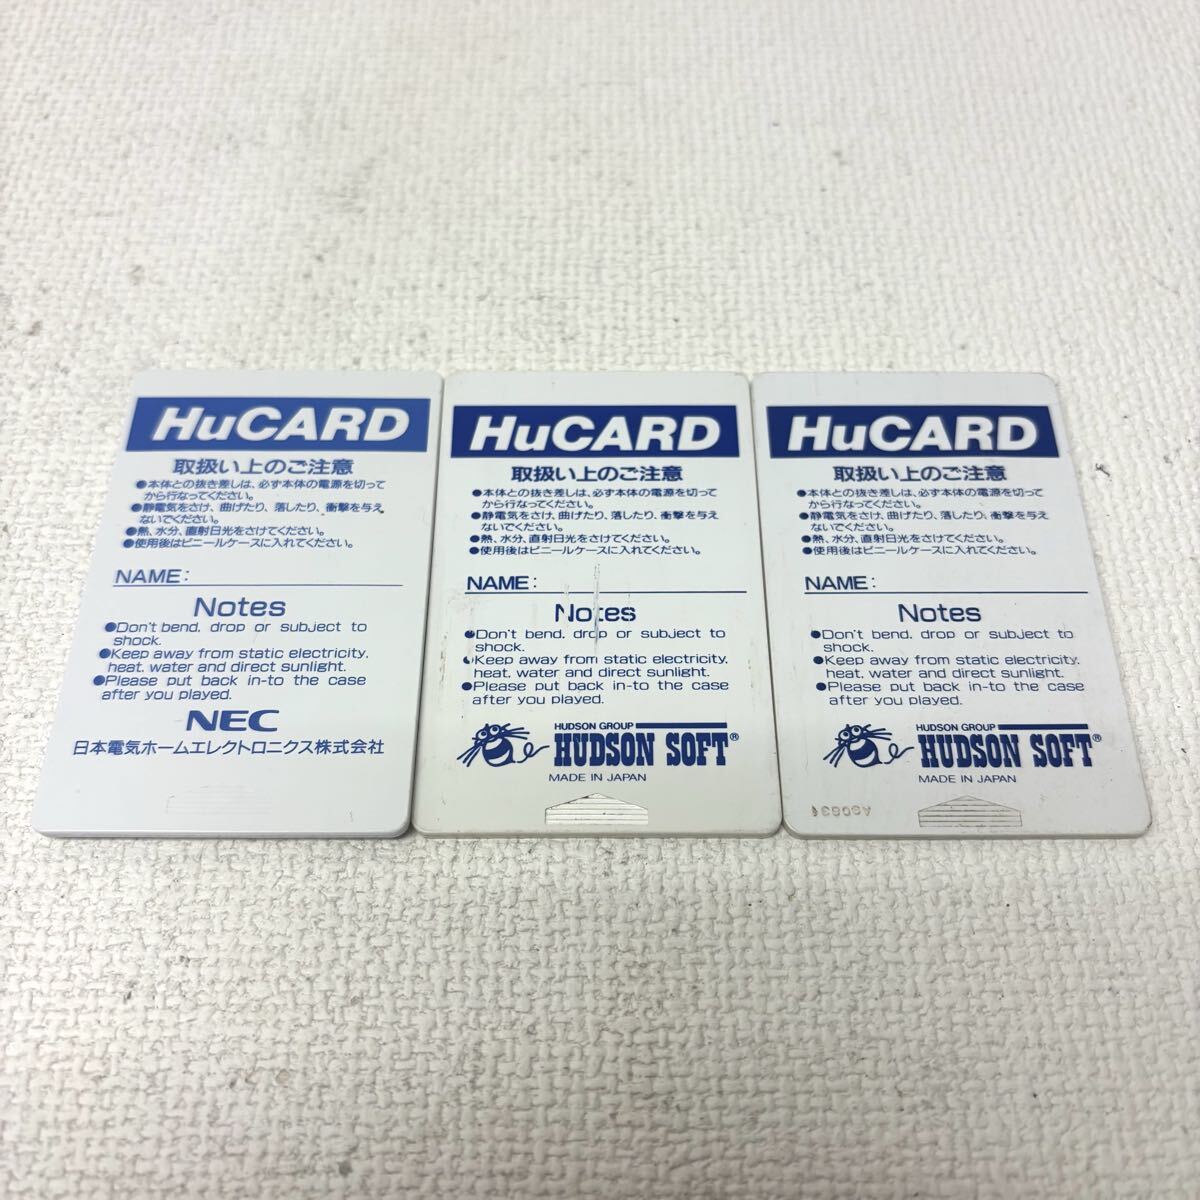 HuCARD
取扱い上のご注意
●本体との抜き差しは、必ず本体の電源を切って
から行なってください。
●静電気をさけ、曲げたり、落したり、衝撃を与え
ないでください。
●熱、水分、直射日光をさけてください。
●使用後はビニールケースに入れてください。
NAME:
Notes
●Don't bend, drop or subject to
shock.
●Keep away from static electricity,
heat, water and direct sunlight.
●Please put back in-to the case
after you played.
NEC
日本電気ホームエレクトロニクス株式会社
HuCARD
取扱い上のご注意
●本体との抜き差しは、必ず本体の電源を切って
から行なってください。
●静電気をさけ、曲げたり、落したり、衝撃を与え
ないでください。
●熱、水分、直射日光をさけてください。
●使用後はビニールケースに入れてください。
NAME:
Notes
●Don't bend, drop or subject to
shock.
●Keep away from static electricity,
heat, water and direct sunlight.
●Please put back in-to the case
after you played.
HUDSON GROUP
HUDSON SOFT®
MADE IN JAPAN
HuCARD
取扱い上のご注意
●本体との抜き差しは、必ず本体の電源を切って
から行なってください。
●静電気をさけ、曲げたり、落したり、衝撃を与え
ないでください。
●熱、水分、直射日光をさけてください。
●使用後はビニールケースに入れてください。
NAME:
Notes
●Don't bend, drop or subject to
shock.
●Keep away from static electricity,
heat, water and direct sunlight.
●Please put back in-to the case
after you played.
HUDSON GROUP
HUDSON SOFT®
MADE IN JAPAN